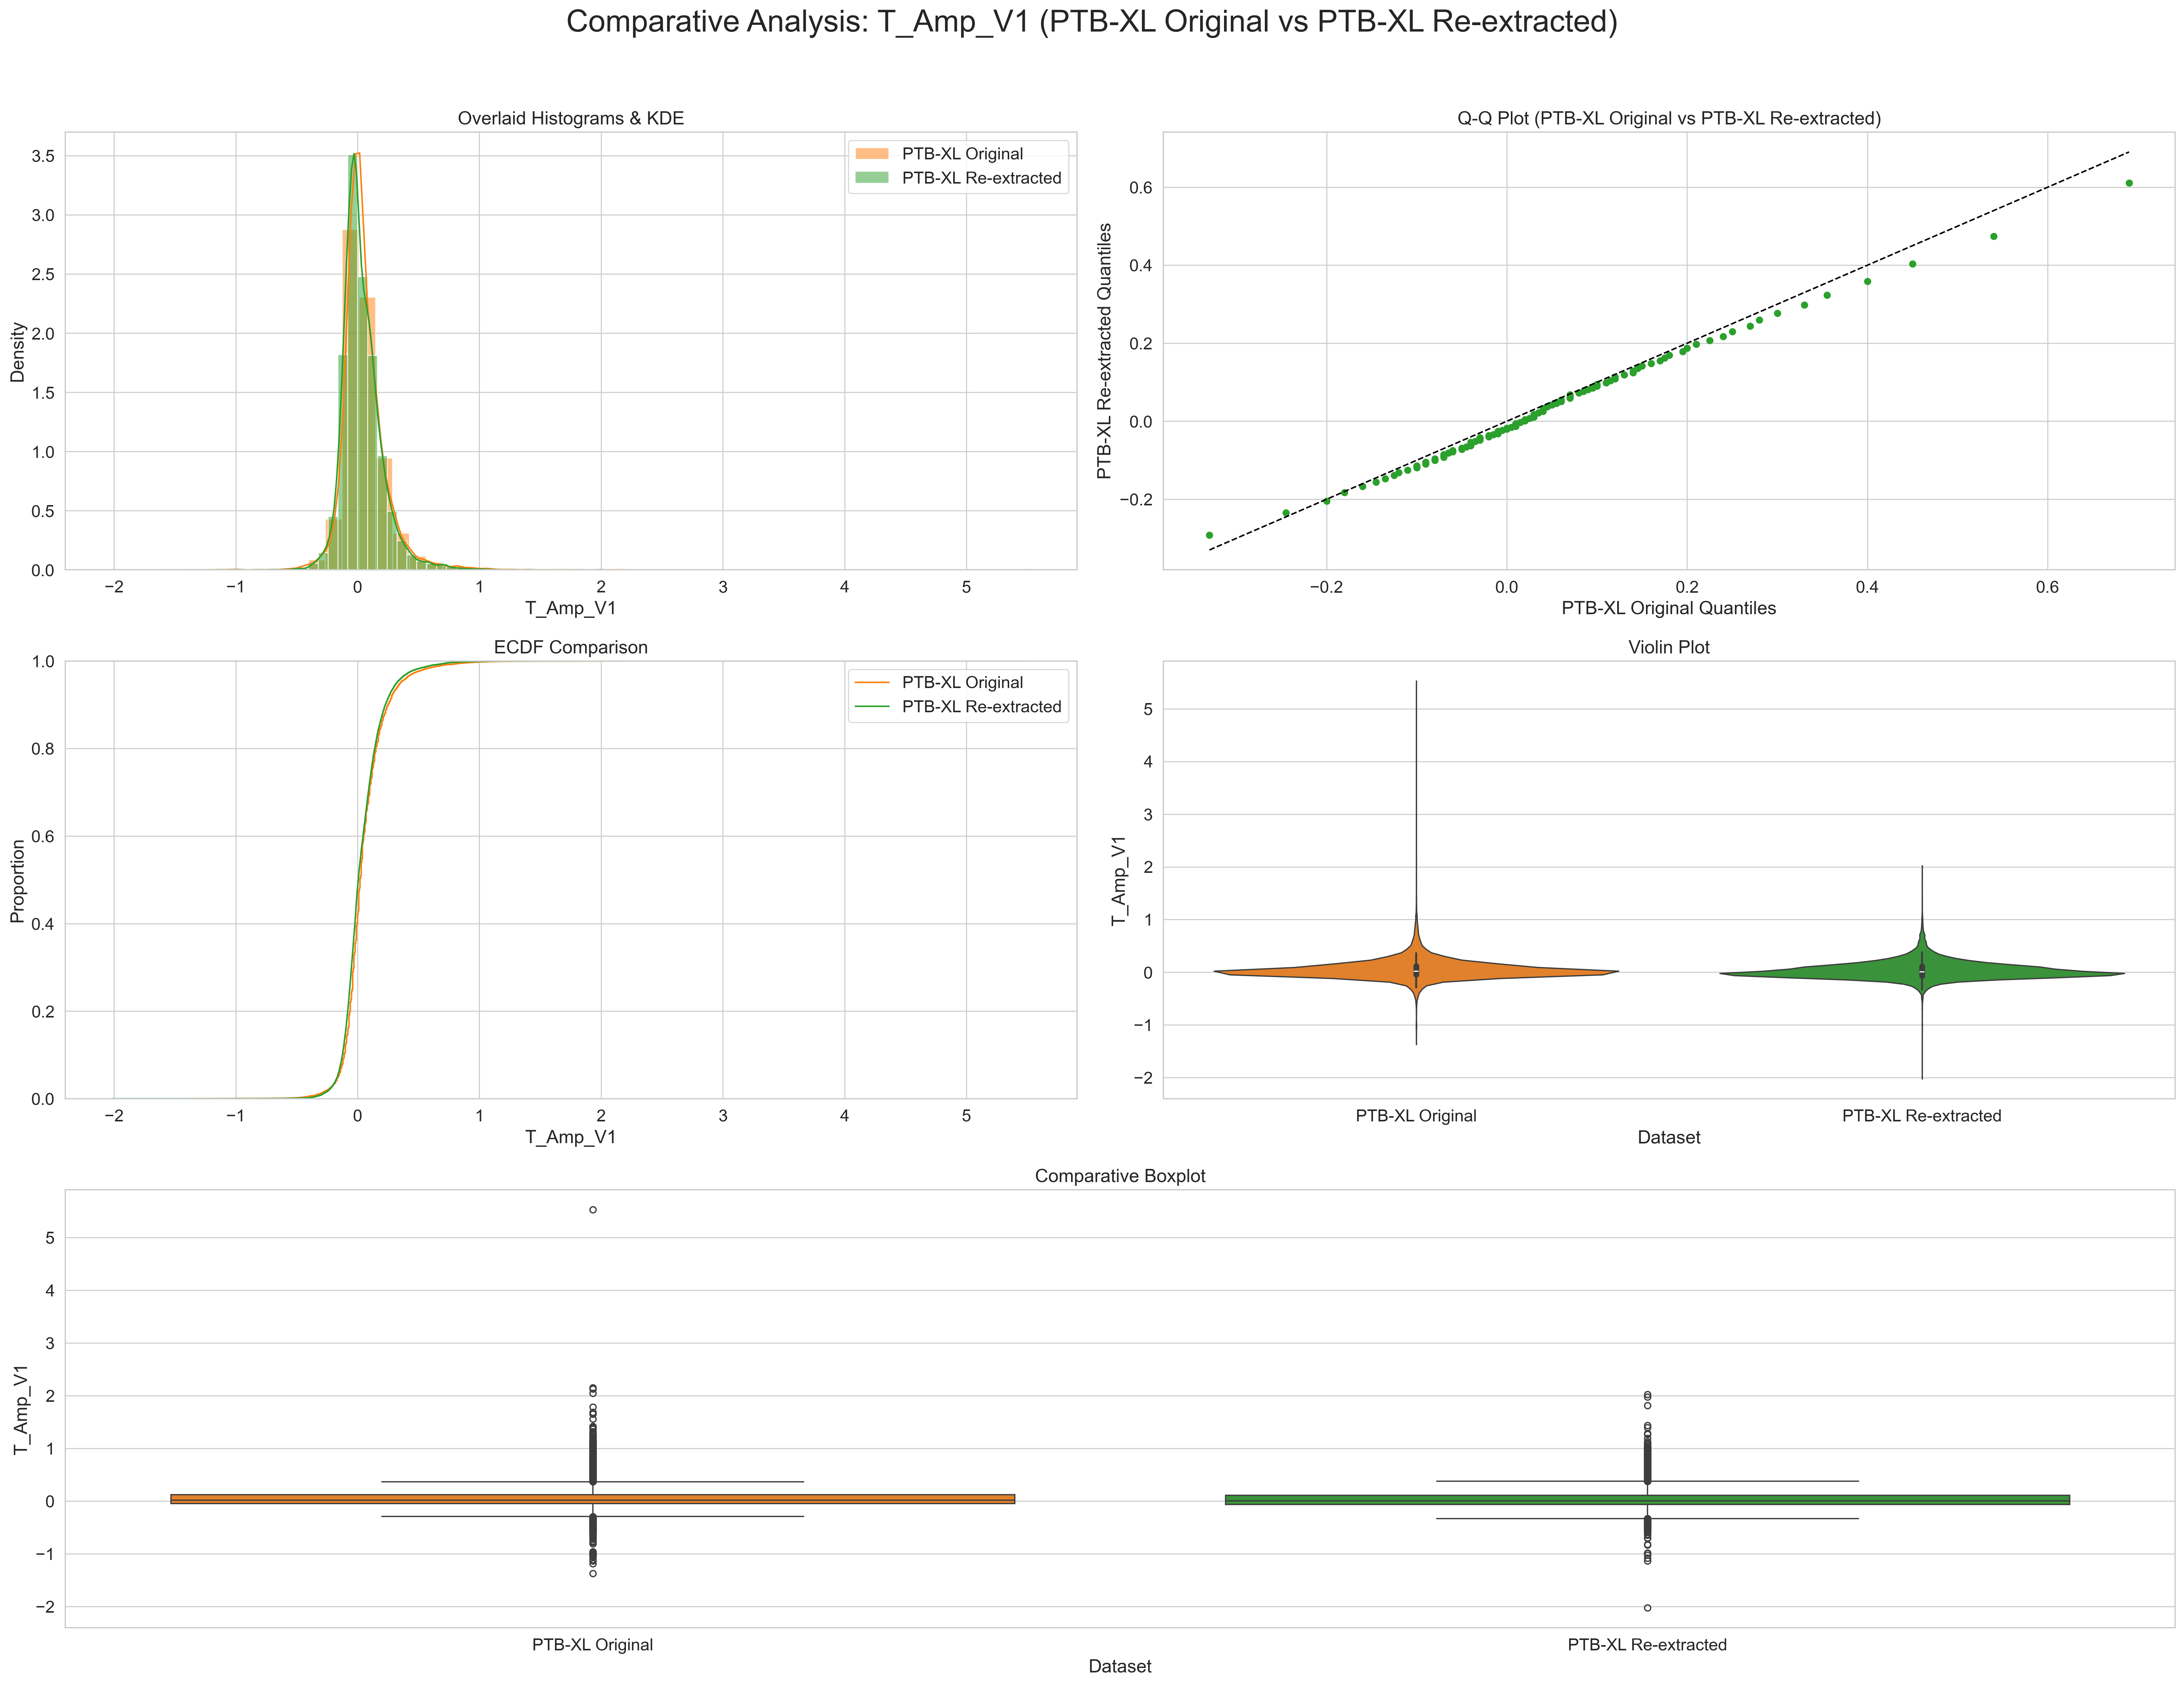 Comparative Analysis: T_Amp_V1 (PTB-XL Original vs PTB-XL Re-extracted)
Overlaid Histograms & KDE
Density
3.5
3.0
2.5
2.0
1.5
1.0
0.5
0.0
−2 −1 0 1 2 3 4 5
T_Amp_V1
PTB-XL Original
PTB-XL Re-extracted
Q-Q Plot (PTB-XL Original vs PTB-XL Re-extracted)
PTB-XL Re-extracted Quantiles
0.6
0.4
0.2
0.0
−0.2
−0.2 0.0 0.2 0.4 0.6
PTB-XL Original Quantiles
ECDF Comparison
Proportion
1.0
0.8
0.6
0.4
0.2
0.0
−2 −1 0 1 2 3 4 5
T_Amp_V1
PTB-XL Original
PTB-XL Re-extracted
Violin Plot
T_Amp_V1
5
4
3
2
1
0
−1
−2
PTB-XL Original PTB-XL Re-extracted
Dataset
Comparative Boxplot
T_Amp_V1
5
4
3
2
1
0
−1
−2
PTB-XL Original PTB-XL Re-extracted
Dataset